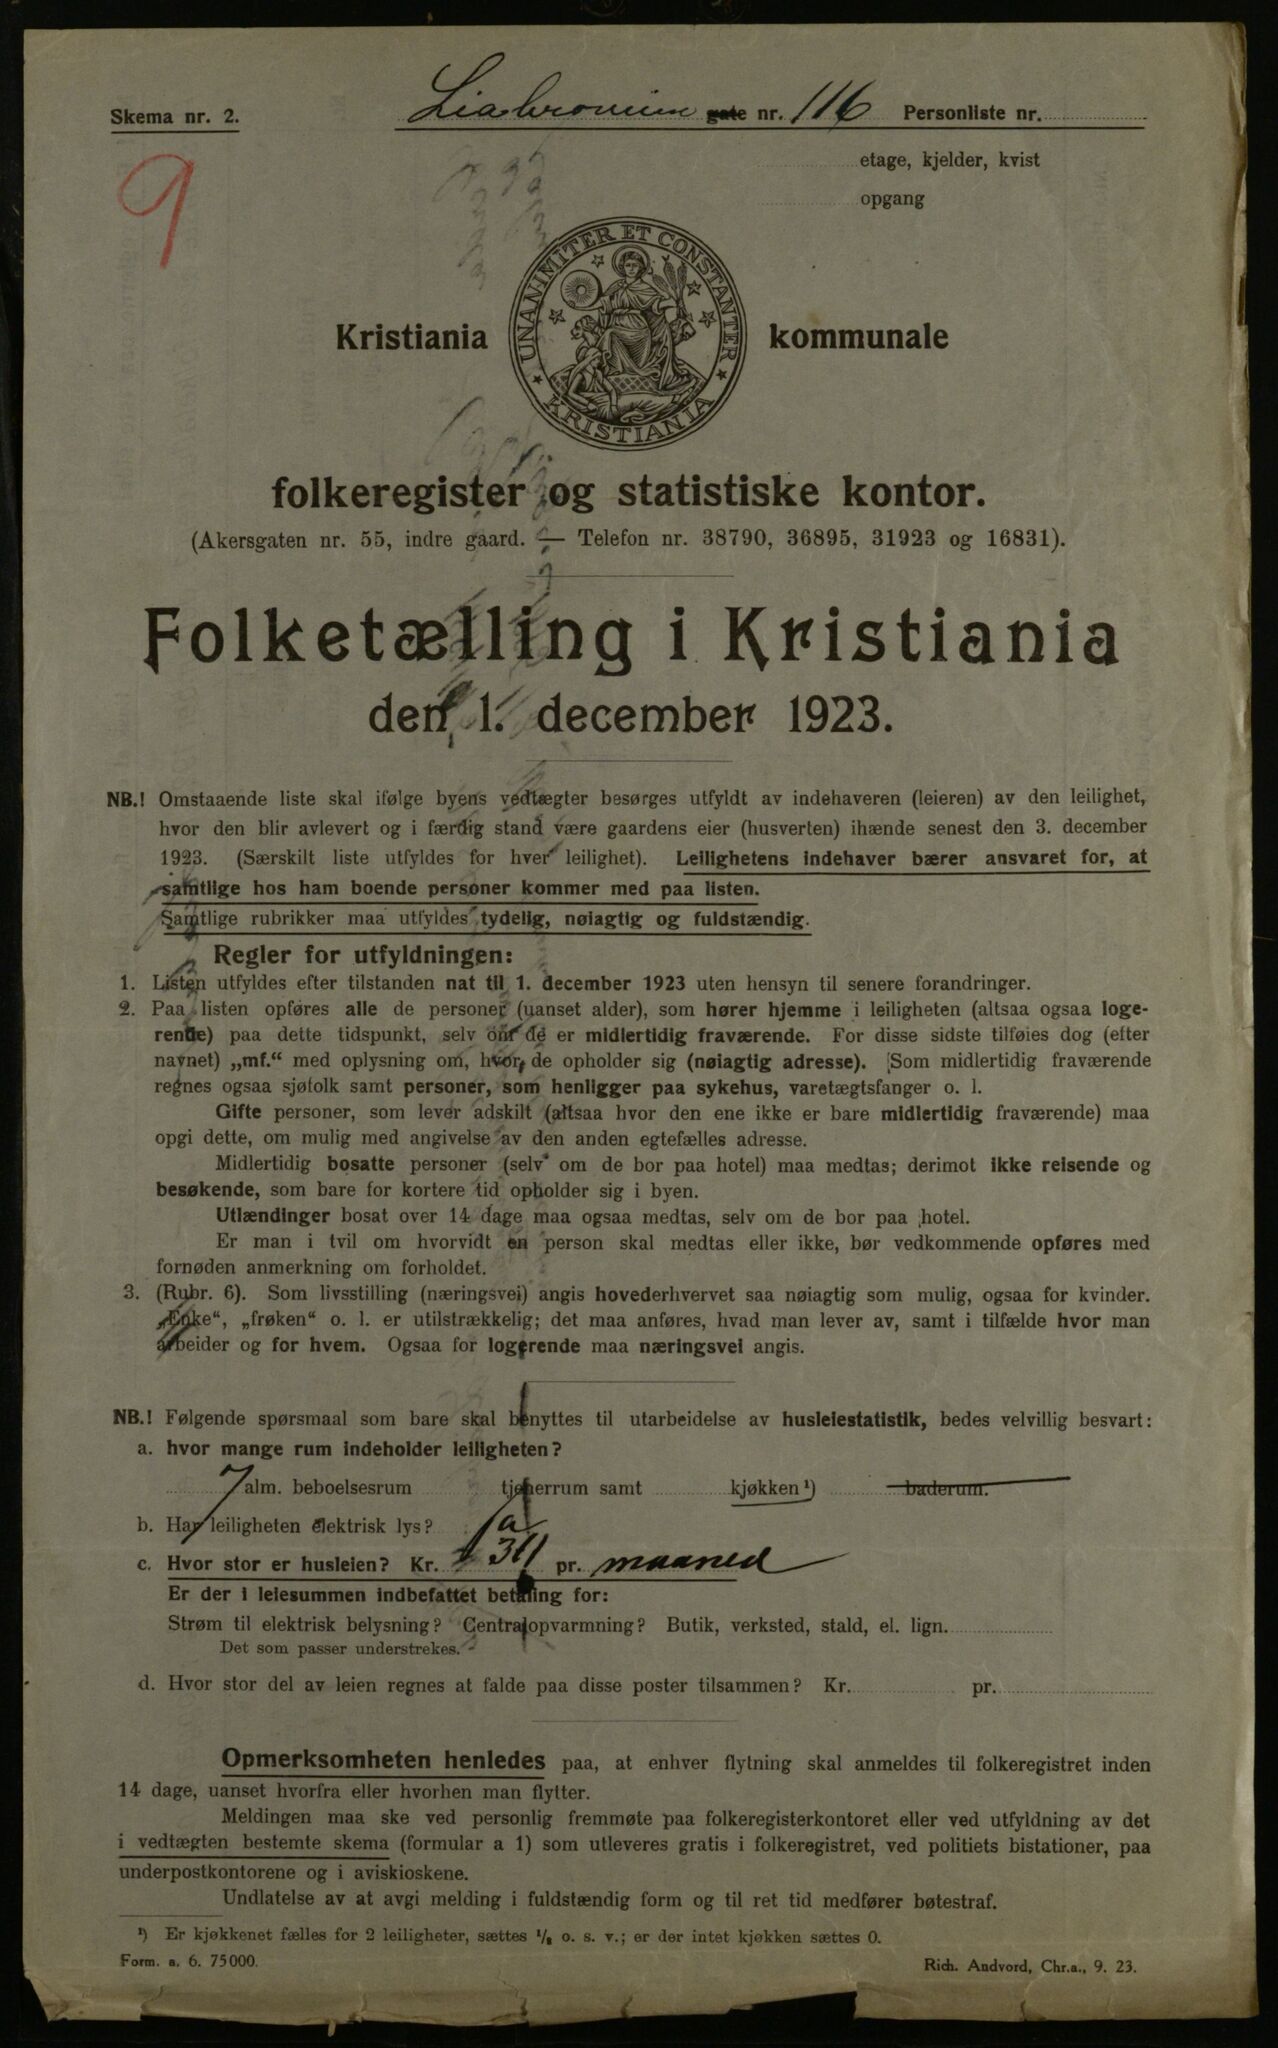 Skema nr. 2. Liabroveien gate nr. 116 Personliste nr.
9
etage, kjelder, kvist
opgang
UNANIMITER ET CONSTANTER
KRISTIANIA
Kristiania kommunale
folkeregister og statistiske kontor.
(Akersgaten nr. 55, indre gaard. — Telefon nr. 38790, 36895, 31923 og 16831).
Folketælling i Kristiania
den 1. december 1923.
NB.! Omstaaende liste skal ifølge byens vedtægter besørges utfyldt av indehaveren (leieren) av den leilighet,
hvor den blir avlevert og i færdig stand være gaardens eier (husverten) ihænde senest den 3. december
1923. (Særskilt liste utfyldes for hver leilighet). Leilighetens indehaver bærer ansvaret for, at
samtlige hos ham boende personer kommer med paa listen.
Samtlige rubrikker maa utfyldes tydelig, nøiagtig og fuldstændig.
Regler for utfyldningen:
1. Listen utfyldes efter tilstanden nat til 1. december 1923 uten hensyn til senere forandringer.
2. Paa listen opføres alle de personer (uanset alder), som hører hjemme i leiligheten (altsaa ogsaa loge-
rende) paa dette tidspunkt, selv om de er midlertidig fraværende. For disse sidste tilføies dog (efter
navnet) „mf.“ med oplysning om, hvor de opholder sig (nøiagtig adresse). Som midlertidig fraværende
regnes ogsaa sjøfolk samt personer, som henligger paa sykehus, varetægtsfanger o. l.
Gifte personer, som lever adskilt (altsaa hvor den ene ikke er bare midlertidig fraværende) maa
opgi dette, om mulig med angivelse av den anden egtefælles adresse.
Midlertidig bosatte personer (selv om de bor paa hotel) maa medtas; derimot ikke reisende og
besøkende, som bare for kortere tid opholder sig i byen.
Utlændinger bosat over 14 dage maa ogsaa medtas, selv om de bor paa hotel.
Er man i tvil om hvorvidt en person skal medtas eller ikke, bør vedkommende opføres med
fornøden anmerkning om forholdet.
3. (Rubr. 6). Som livsstilling (næringsvei) angis hovederhvervet saa nøiagtig som mulig, ogsaa for kvinder.
„Enke“, „frøken“ o. l. er utilstrækkelig; det maa anføres, hvad man lever av, samt i tilfælde hvor man
arbeider og for hvem. Ogsaa for logerende maa næringsvei angis.
NB.! Følgende spørsmaal som bare skal benyttes til utarbeidelse av husleiestatistik, bedes velvillig besvart:
a. hvor mange rum indeholder leiligheten?
7 alm. beboelsesrum tjenerrum samt kjøkken ¹) baderum.
b. Har leiligheten elektrisk lys? Ja
c. Hvor stor er husleien? Kr. pr. maaned
Er der i leiesummen indbefattet betaling for:
Strøm til elektrisk belysning? Centralopvarmning? Butik, verksted, stald, el. lign.
Det som passer understrekes.
d. Hvor stor del av leien regnes at falde paa disse poster tilsammen? Kr. pr.
Opmerksomheten henledes paa, at enhver flytning skal anmeldes til folkeregistret inden
14 dage, uanset hvorfra eller hvorhen man flytter.
Meldingen maa ske ved personlig fremmøte paa folkeregisterkontoret eller ved utfyldning av det
i vedtægten bestemte skema (formular a 1) som utleveres gratis i folkeregistret, ved politiets bistationer, paa
underpostkontorene og i aviskioskene.
Undlatelse av at avgi melding i fuldstændig form og til ret tid medfører bøtestraf.
¹) Er kjøkkenet fælles for 2 leiligheter, sættes ½ o. s. v.; er der intet kjøkken sættes 0.
Form. a. 6. 75000. Rich. Andvord, Chr.a., 9. 23.